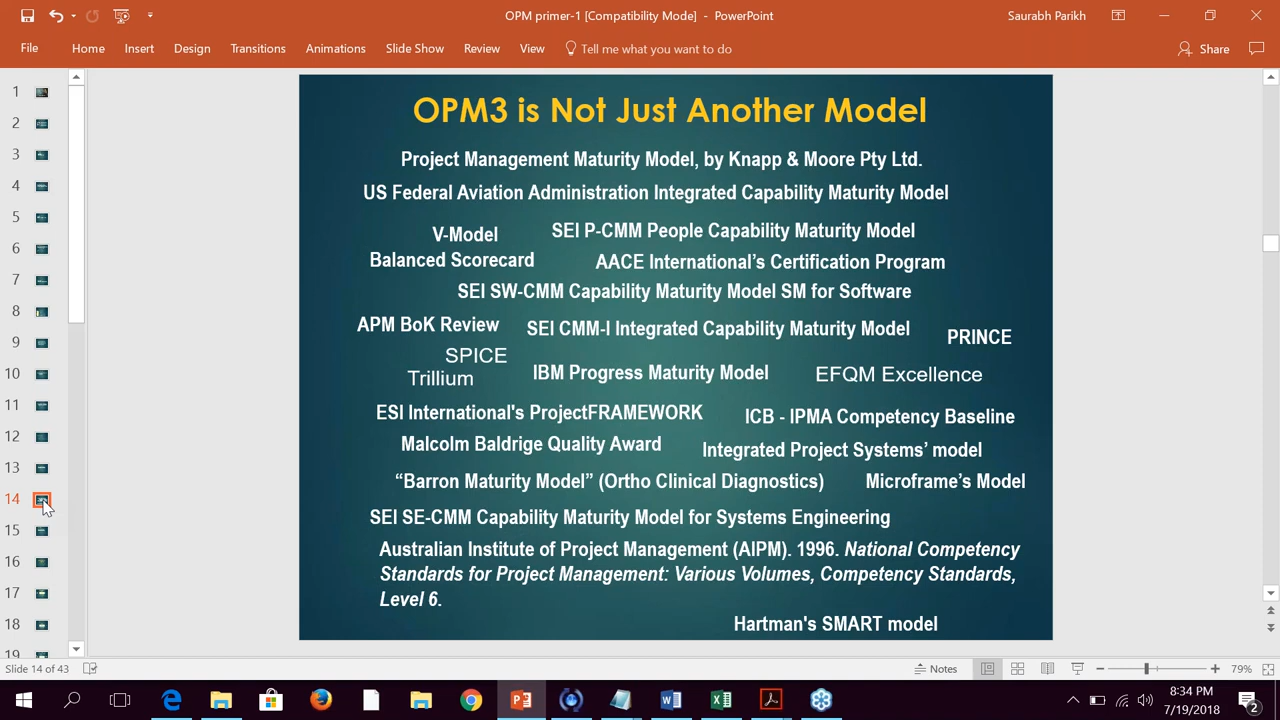 OPM primer-1 [Compatibility Mode] - PowerPoint
Saurabh Parikh
File Home Insert Design Transitions Animations Slide Show Review View Tell me what you want to do
Share
1
2
3
4
5
6
7
8
9
10
11
12
13
14
15
16
17
18
19
OPM3 is Not Just Another Model
Project Management Maturity Model, by Knapp & Moore Pty Ltd.
US Federal Aviation Administration Integrated Capability Maturity Model
V-Model
SEI P-CMM People Capability Maturity Model
Balanced Scorecard
AACE International’s Certification Program
SEI SW-CMM Capability Maturity Model SM for Software
APM BoK Review
SEI CMM-I Integrated Capability Maturity Model
PRINCE
SPICE
Trillium
IBM Progress Maturity Model
EFQM Excellence
ESI International's ProjectFRAMEWORK
ICB - IPMA Competency Baseline
Malcolm Baldrige Quality Award
Integrated Project Systems’ model
“Barron Maturity Model” (Ortho Clinical Diagnostics)
Microframe’s Model
SEI SE-CMM Capability Maturity Model for Systems Engineering
Australian Institute of Project Management (AIPM). 1996. National Competency
Standards for Project Management: Various Volumes, Competency Standards,
Level 6.
Hartman's SMART model
Slide 14 of 43
Notes
79%
8:34 PM
7/19/2018
2